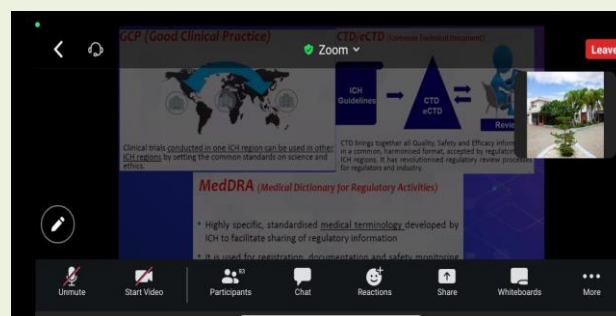 GCP (Good Clinical Practice)
CTD/eCTD (Common Technical Document)
Zoom
Leave
ICH
Guidelines
CTD
eCTD
Clinical trials conducted in one ICH region can be used in other
ICH regions by setting the common standards on science and
ethics.
CTD brings together all Quality, Safety and Efficacy
in a common, harmonised format, accepted by
ICH regions. It has revolutionised regulatory review
for regulators and industry.
MedDRA (Medical Dictionary for Regulatory Activities)
• Highly specific, standardised medical terminology developed by
ICH to facilitate sharing of regulatory information
• It is used for registration, documentation and safety monitoring
Unmute
Start Video
Participants
83
Chat
Reactions
Share
Whiteboards
More